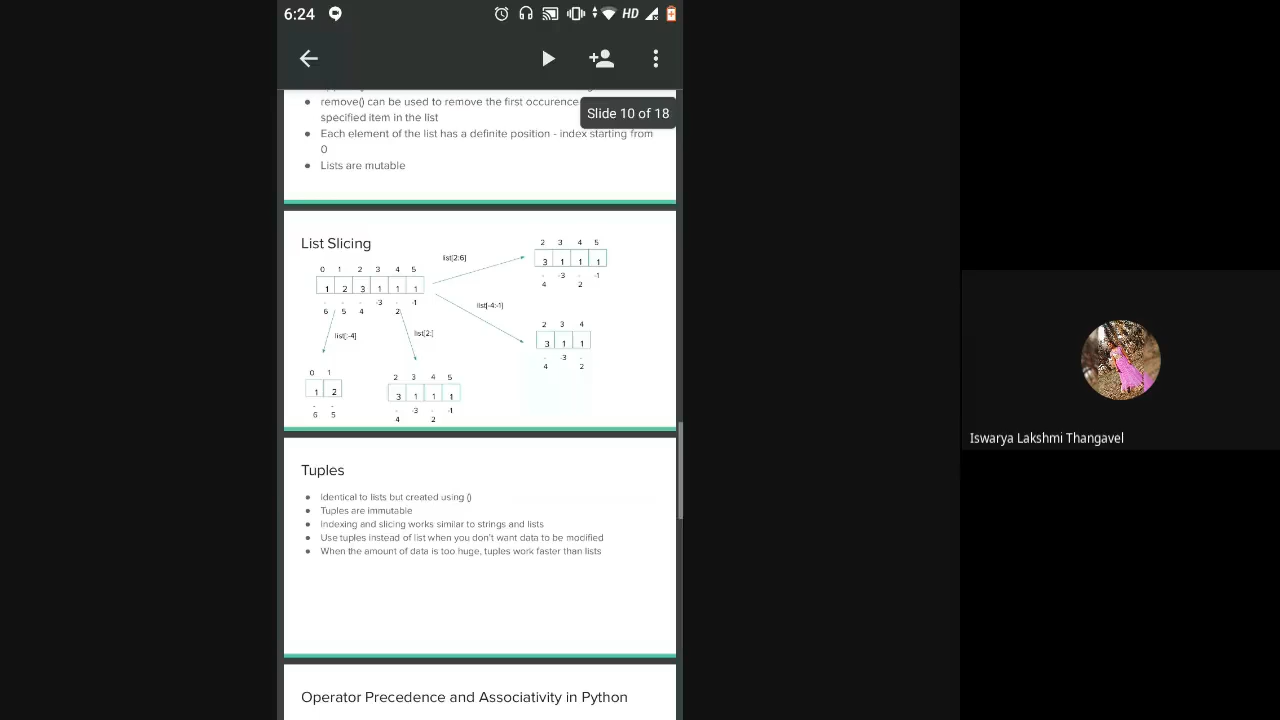 6:24
HD
remove() can be used to remove the first occurence
Slide 10 of 18
specified item in the list
Each element of the list has a definite position - index starting from
0
Lists are mutable
List Slicing
0 1 2 3 4 5
1 2 3 1 1 1
-6 -5 -4 -3 -2 -1
list[2:6]
2 3 4 5
3 1 1 1
-4 -3 -2 -1
list[-4:-1]
2 3 4
3 1 1
-4 -3 -2
list[:-4]
0 1
1 2
-6 -5
list[2:]
2 3 4 5
3 1 1 1
-4 -3 -2 -1
Tuples
Identical to lists but created using ()
Tuples are immutable
Indexing and slicing works similar to strings and lists
Use tuples instead of list when you don't want data to be modified
When the amount of data is too huge, tuples work faster than lists
Operator Precedence and Associativity in Python
Iswarya Lakshmi Thangavel